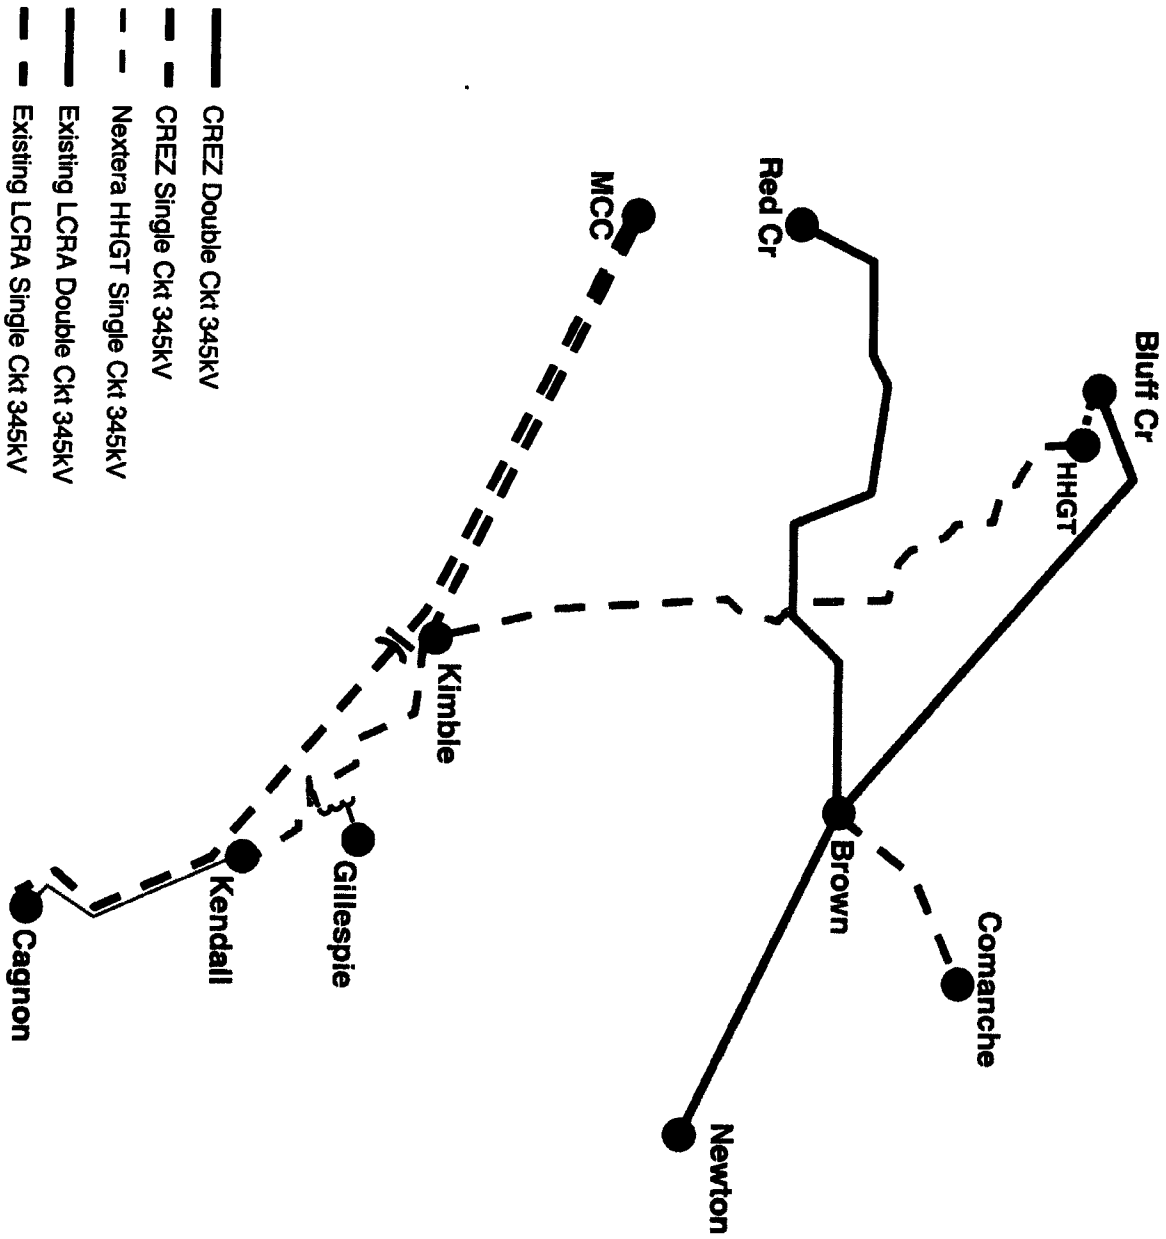 Bluff Cr
HHGT
Red Cr
MCC
Comanche
Brown
Newton
Kimble
Gillespie
Kendall
Cagnon
CREZ Double Ckt 345kV
CREZ Single Ckt 345kV
Nextera HHGT Single Ckt 345kV
Existing LCRA Double Ckt 345kV
Existing LCRA Single Ckt 345kV